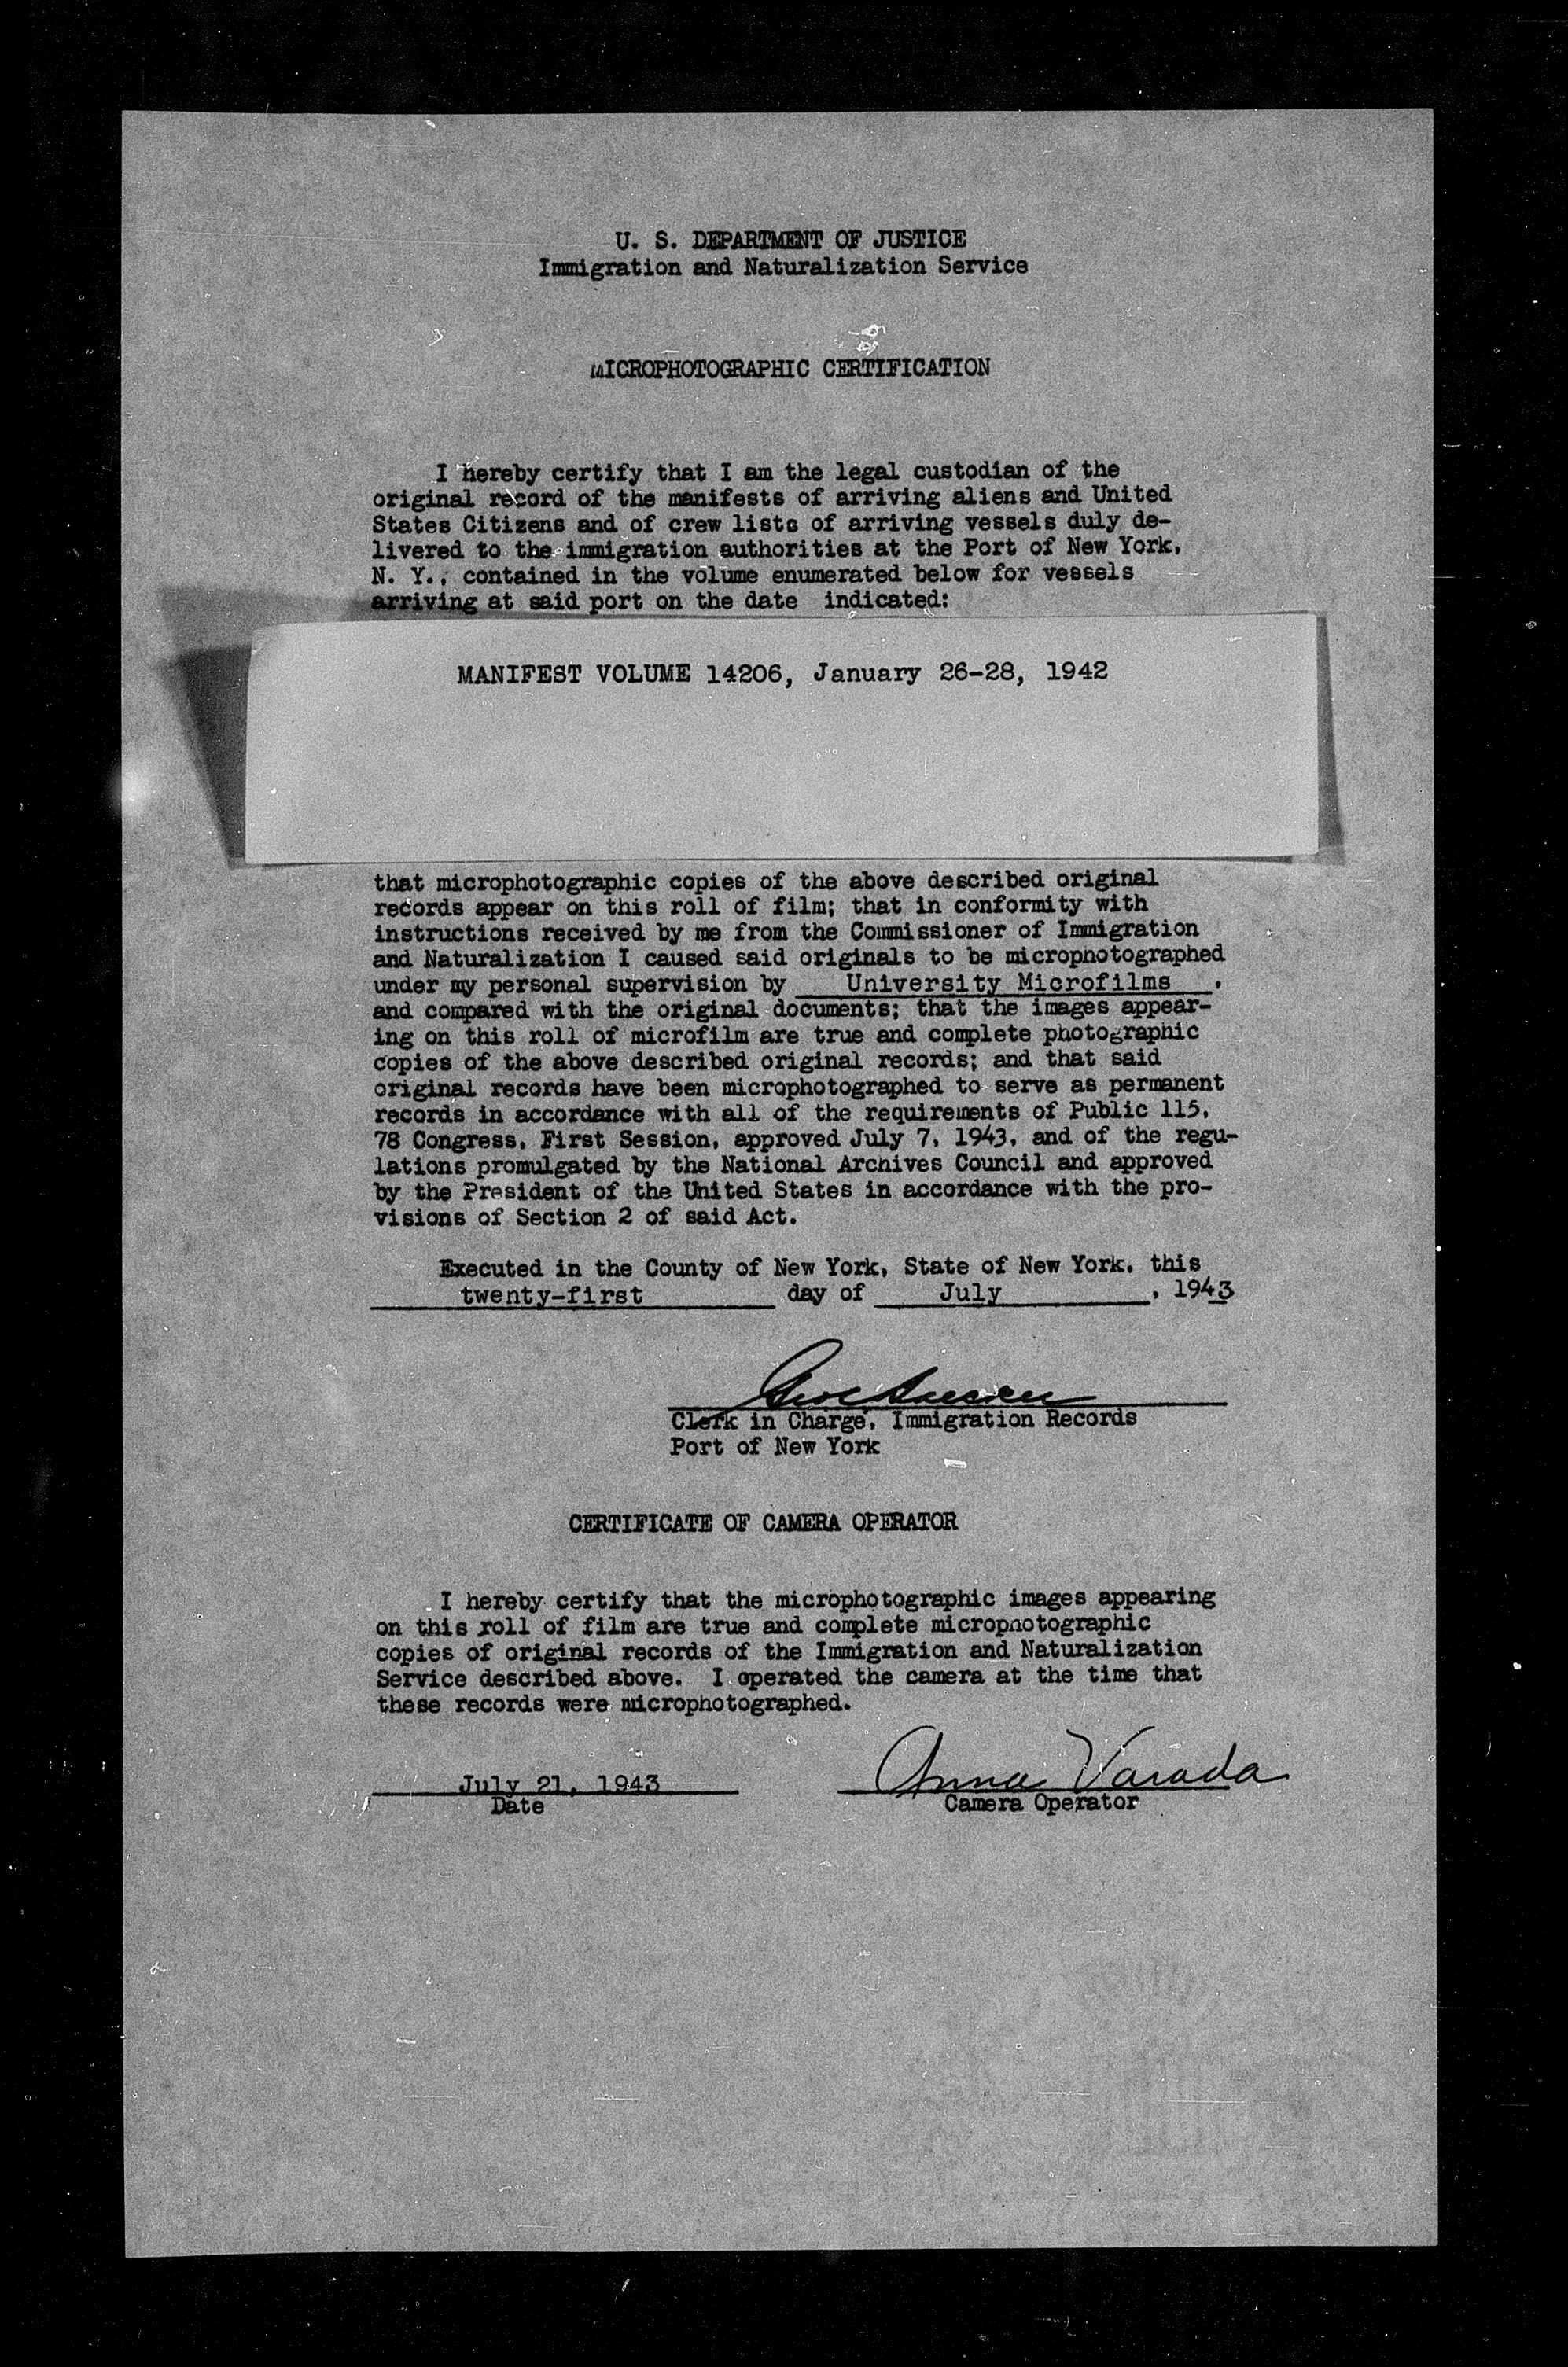 U. S. DEPARTMENT OF JUSTICE
Immigration and Naturalization Service
MICROPHOTOGRAPHIC CERTIFICATION
I hereby certify that I am the legal custodian of the
original record of the manifests of arriving aliens and United
States Citizens and of crew lists of arriving vessels duly de-
livered to the immigration authorities at the Port of New York,
N. Y., contained in the volume enumerated below for vessels
arriving at said port on the date indicated:
MANIFEST VOLUME 14206, January 26-28, 1942
that microphotographic copies of the above described original
records appear on this roll of film; that in conformity with
instructions received by me from the Commissioner of Immigration
and Naturalization I caused said originals to be microphotographed
under my personal supervision by University Microfilms,
and compared with the original documents; that the images appear-
ing on this roll of microfilm are true and complete photographic
copies of the above described original records; and that said
original records have been microphotographed to serve as permanent
records in accordance with all of the requirements of Public 115,
78 Congress, First Session, approved July 7, 1943, and of the regu-
lations promulgated by the National Archives Council and approved
by the President of the United States in accordance with the pro-
visions of Section 2 of said Act.
Executed in the County of New York, State of New York, this
twenty-first day of July, 1943
Clerk in Charge, Immigration Records
Port of New York
CERTIFICATE OF CAMERA OPERATOR
I hereby certify that the microphotographic images appearing
on this roll of film are true and complete microphotographic
copies of original records of the Immigration and Naturalization
Service described above. I operated the camera at the time that
these records were microphotographed.
July 21, 1943 Anna Varada
Date Camera Operator